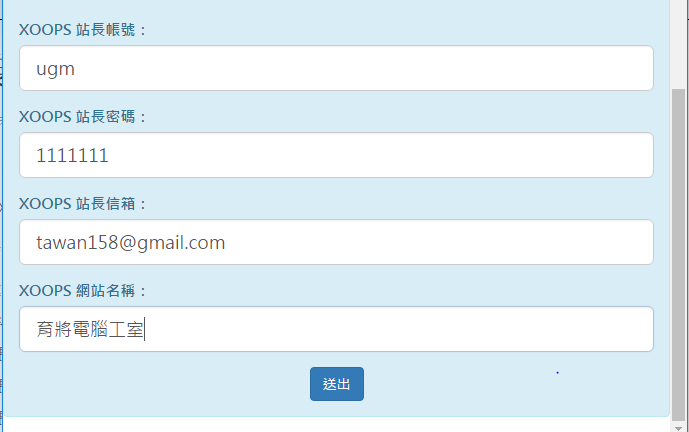 XOOPS 站長帳號：
ugm
XOOPS 站長密碼：
1111111
XOOPS 站長信箱：
tawan158@gmail.com
XOOPS 網站名稱：
育將電腦工室
送出